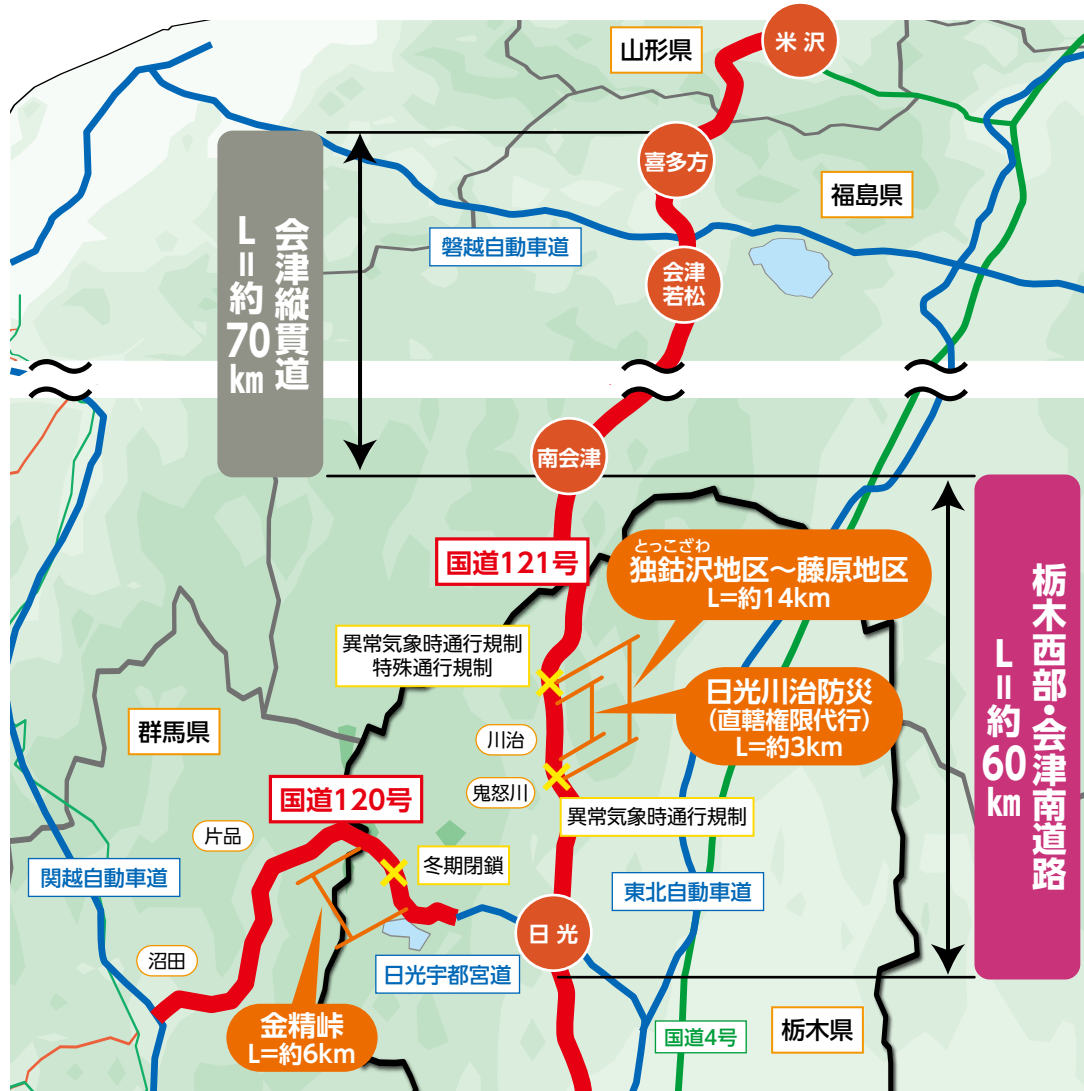 山形県
米沢
喜多方
福島県
磐越自動車道
会津
若松
会津縦貫道
L=約70km
南会津
国道121号
とっこざわ
独鈷沢地区~藤原地区
L=約14km
異常気象時通行規制
特殊通行規制
日光川治防災
(直轄権限代行)
L=約3km
栃木西部・会津南道路
L=約60km
群馬県
川治
鬼怒川
国道120号
異常気象時通行規制
片品
冬期閉鎖
関越自動車道
東北自動車道
日光
沼田
日光宇都宮道
金精峠
L=約6km
国道4号
栃木県